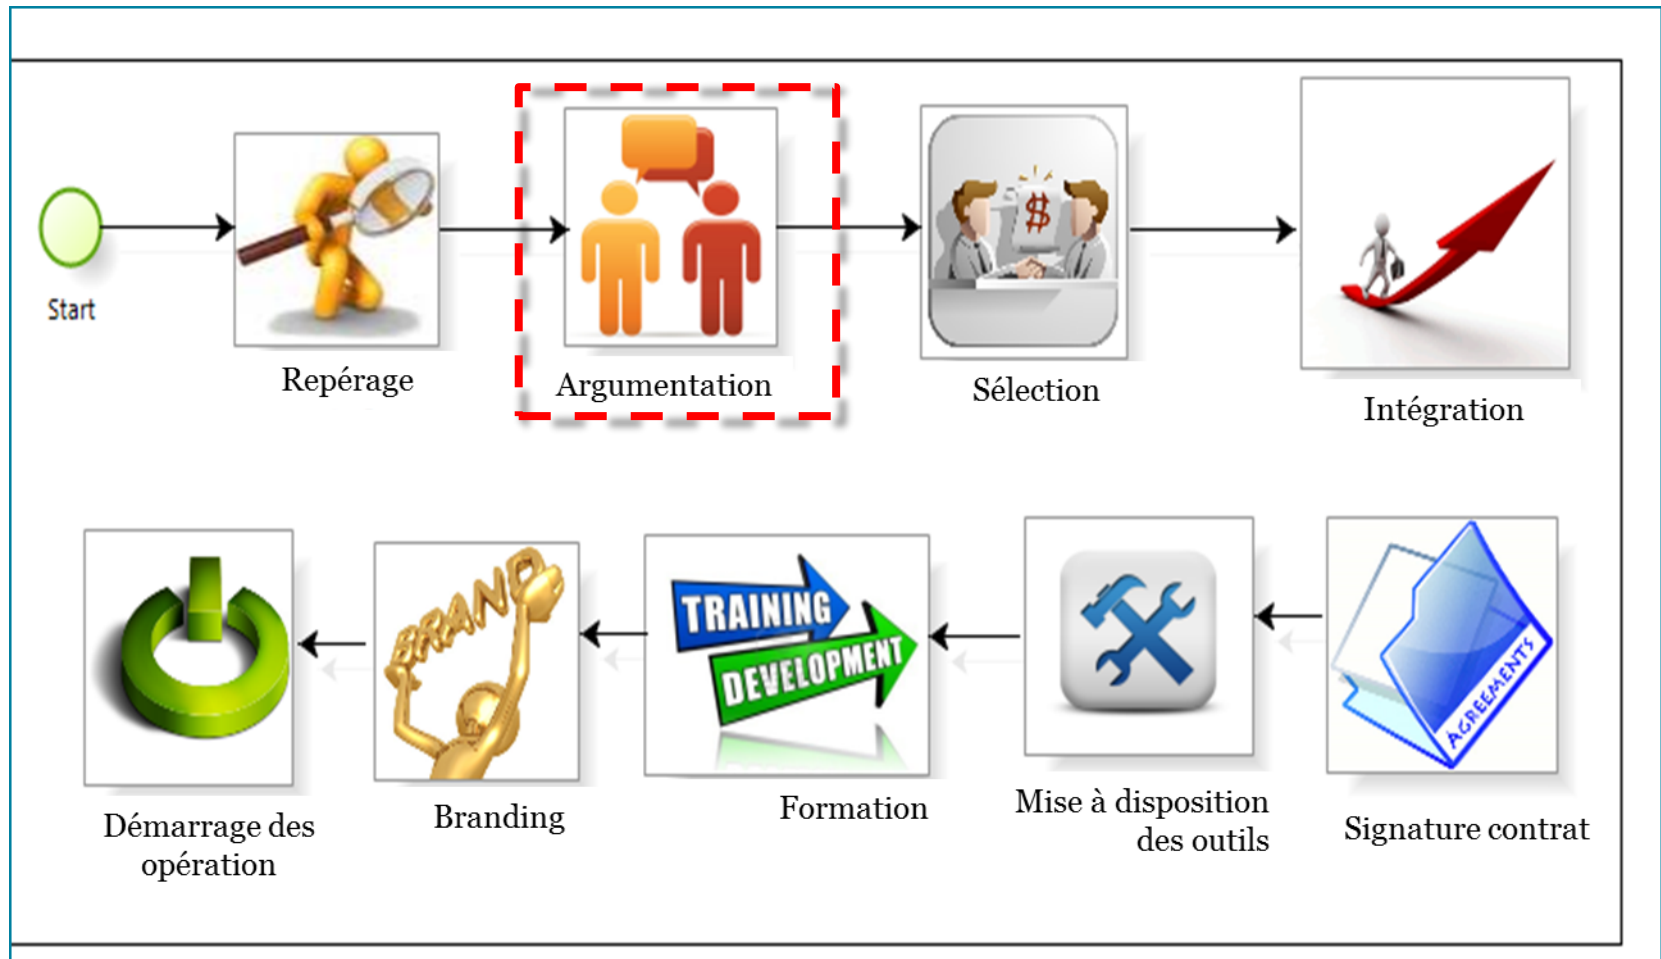 Start
Repérage
Argumentation
$
Sélection
Intégration
AGREEMENTS
Signature contrat
Mise à disposition
des outils
TRAINING
DEVELOPMENT
Formation
BRAND
Branding
Démarrage des
opération